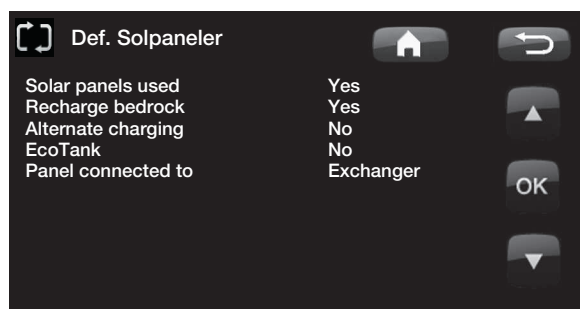 Def. Solpaneler
Solar panels used Yes
Recharge bedrock Yes
Alternate charging No
EcoTank No
Panel connected to Exchanger
OK